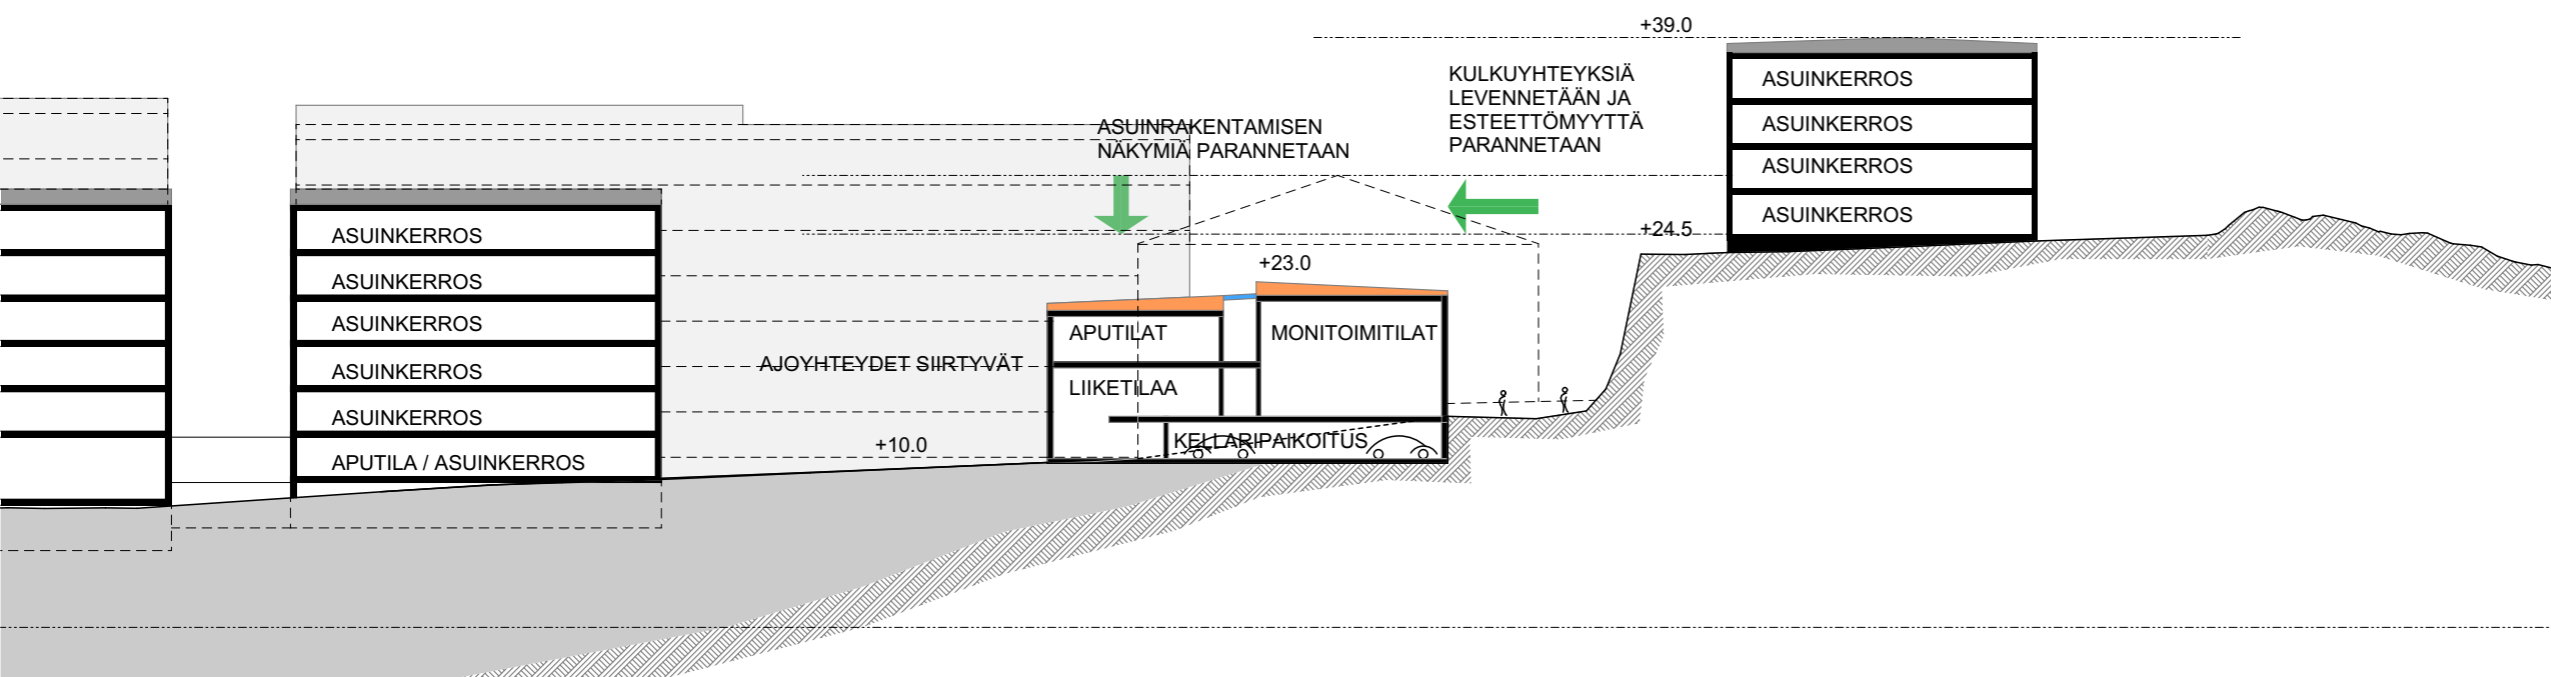 +39.0
KULKUYHTEYKSIÄ
LEVENNETÄÄN JA
ESTEETTÖMYYTTÄ
PARANNETAAN
ASUINKERROS
ASUINKERROS
ASUINKERROS
ASUINKERROS
ASUINRAKENTAMISEN
NÄKYMIÄ PARANNETAAN
+24.5
+23.0
ASUINKERROS
ASUINKERROS
ASUINKERROS
ASUINKERROS
ASUINKERROS
APUTILA / ASUINKERROS
AJOYHTEYDET SIIRTYVÄT
+10.0
APUTILAT
MONITOIMITILAT
LIIKETILAA
KELLARIPAIKOITUS